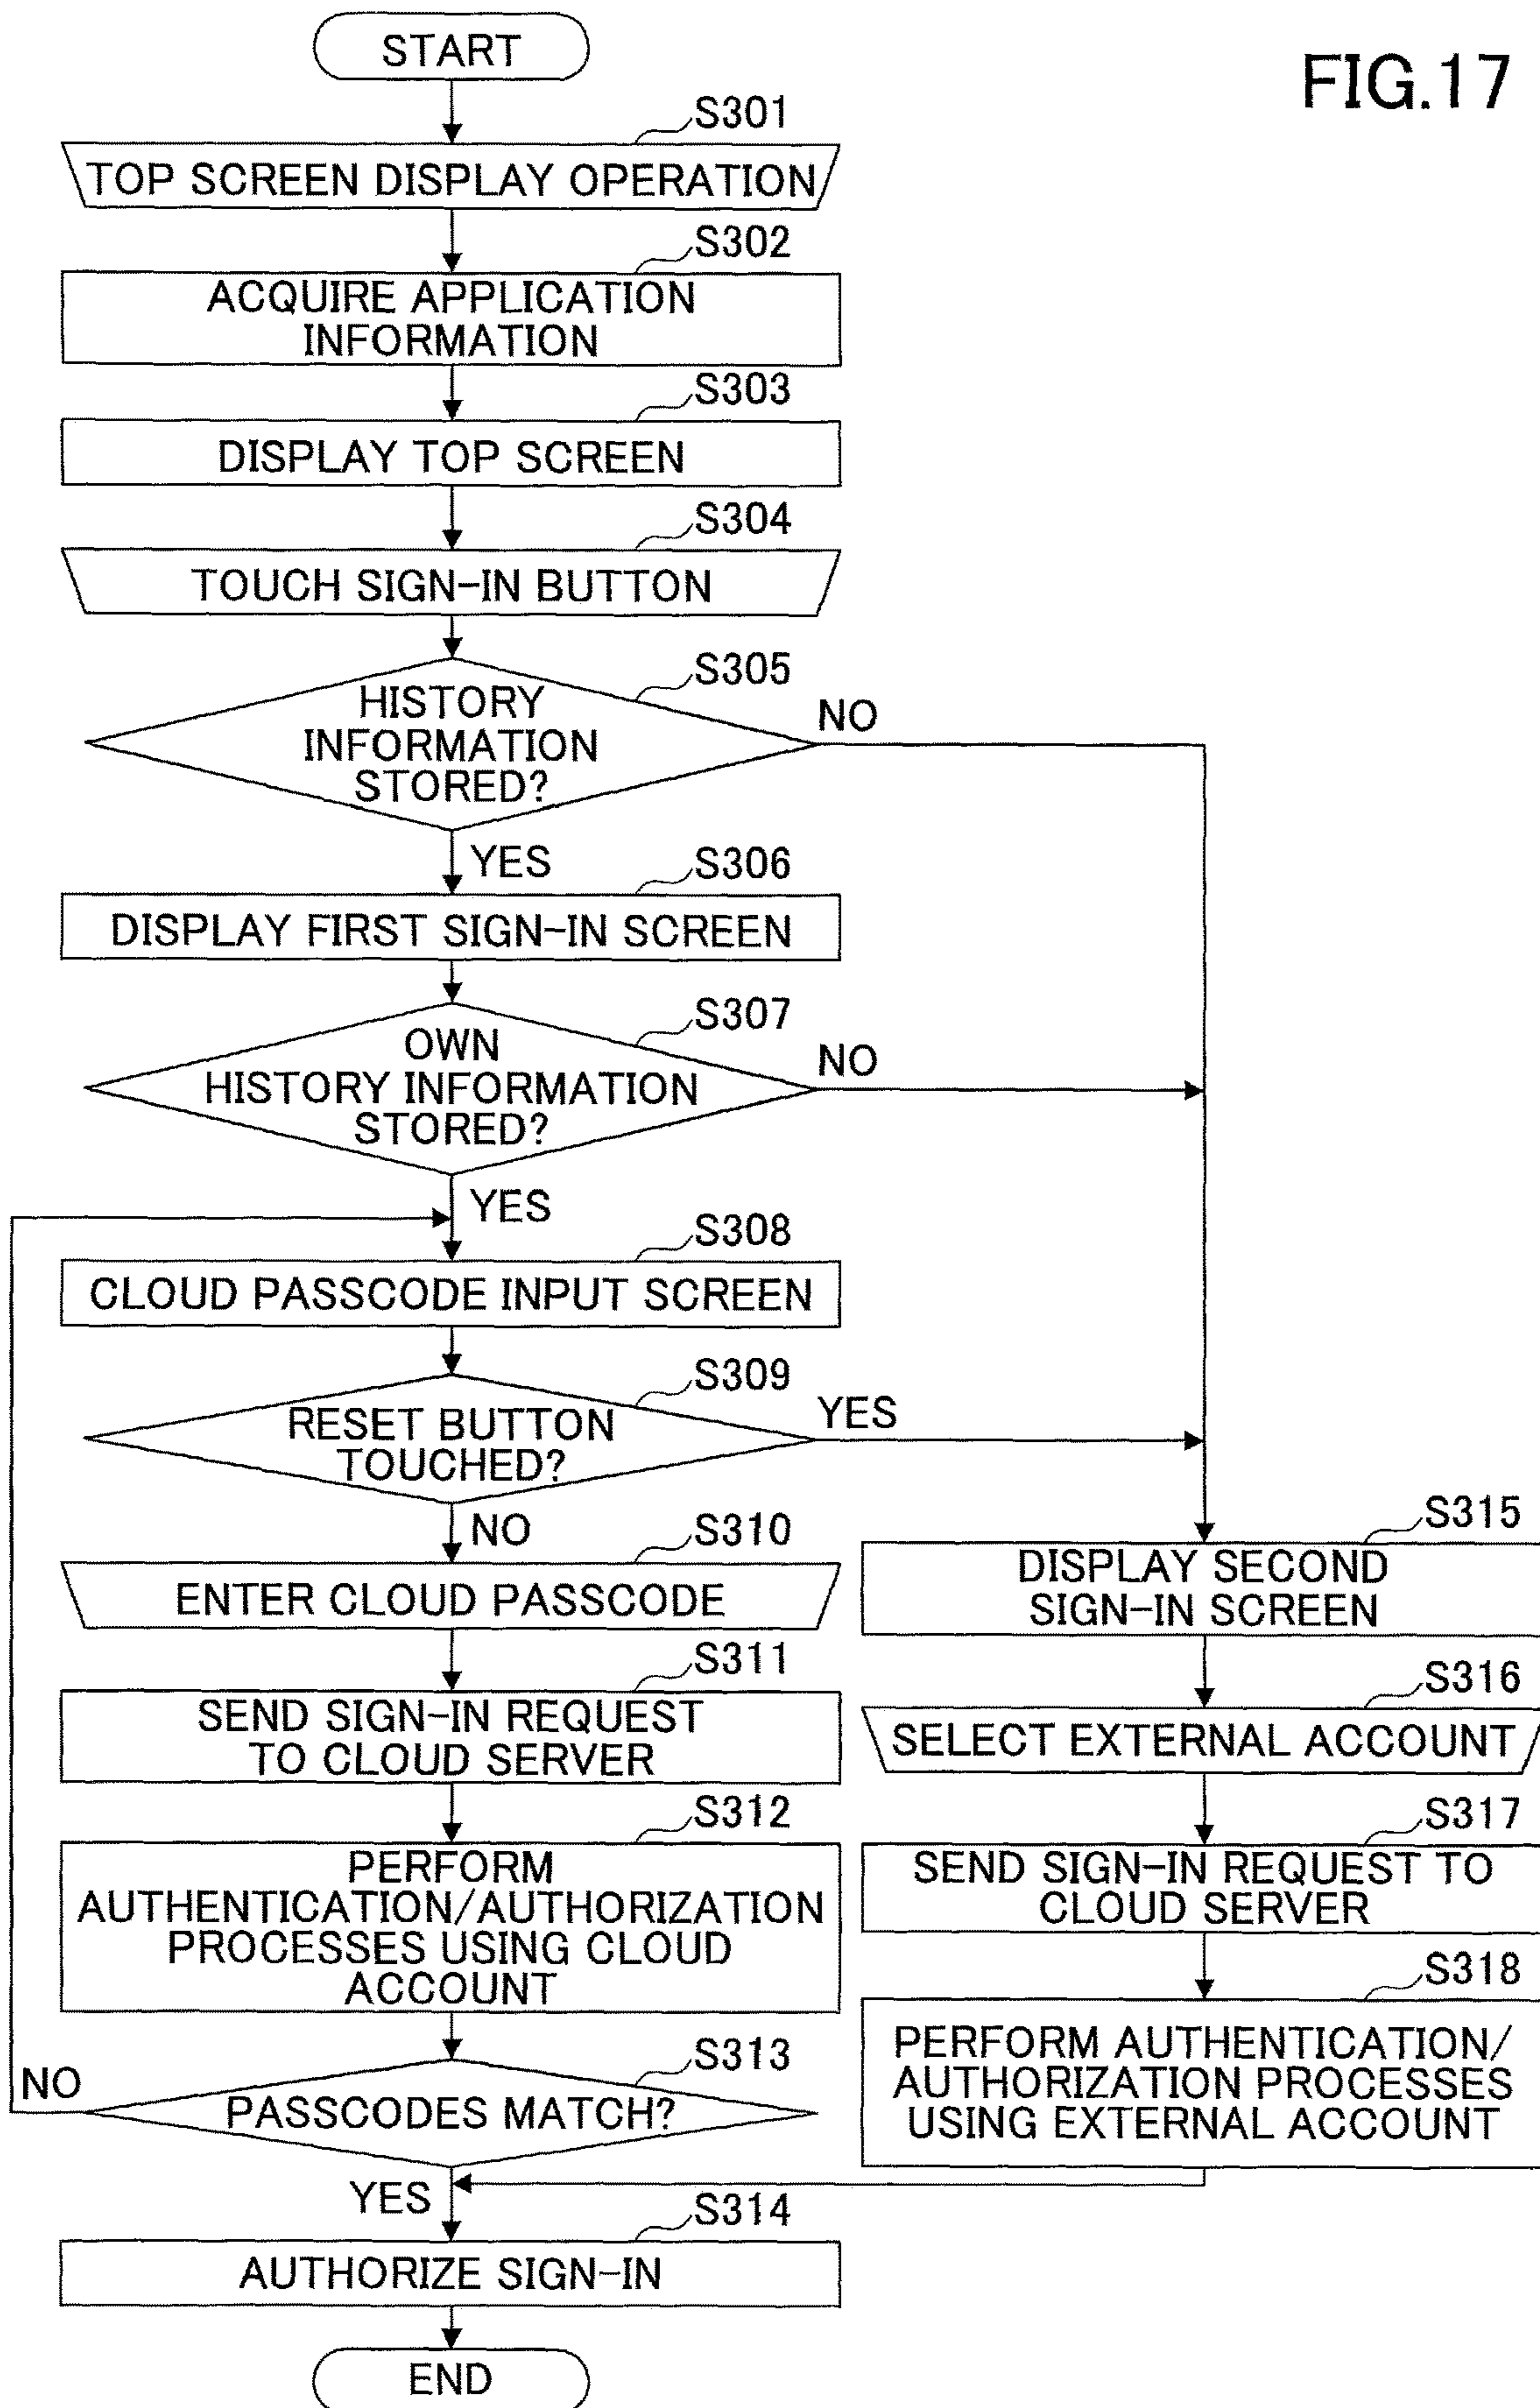 FIG.17
START
S301
TOP SCREEN DISPLAY OPERATION
S302
ACQUIRE APPLICATION
INFORMATION
S303
DISPLAY TOP SCREEN
S304
TOUCH SIGN-IN BUTTON
S305
HISTORY
INFORMATION
STORED?
NO
YES
S306
DISPLAY FIRST SIGN-IN SCREEN
S307
OWN
HISTORY INFORMATION
STORED?
NO
YES
S308
CLOUD PASSCODE INPUT SCREEN
S309
RESET BUTTON
TOUCHED?
YES
NO
S310
ENTER CLOUD PASSCODE
S311
SEND SIGN-IN REQUEST
TO CLOUD SERVER
S312
PERFORM
AUTHENTICATION/AUTHORIZATION
PROCESSES USING CLOUD
ACCOUNT
S313
PASSCODES MATCH?
NO
YES
S314
AUTHORIZE SIGN-IN
END
S315
DISPLAY SECOND
SIGN-IN SCREEN
S316
SELECT EXTERNAL ACCOUNT
S317
SEND SIGN-IN REQUEST TO
CLOUD SERVER
S318
PERFORM AUTHENTICATION/
AUTHORIZATION PROCESSES
USING EXTERNAL ACCOUNT